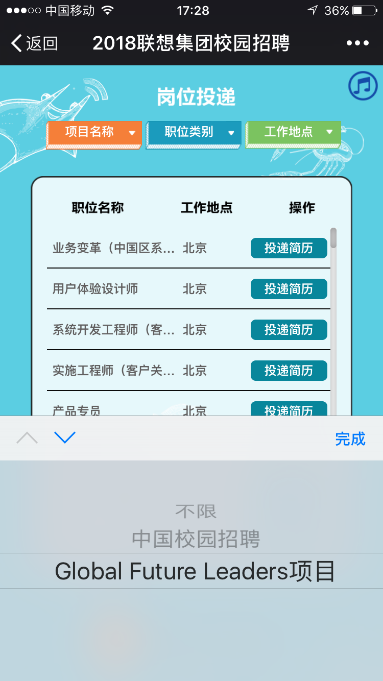 中国移动 17:28 36%
返回 2018联想集团校园招聘
岗位投递
项目名称 职位类别 工作地点
职位名称 工作地点 操作
业务变革（中国区系... 北京 投递简历
用户体验设计师 北京 投递简历
系统开发工程师（客... 北京 投递简历
实施工程师（客户关... 北京 投递简历
产品专员 北京 投递简历
完成
不限
中国校园招聘
Global Future Leaders项目